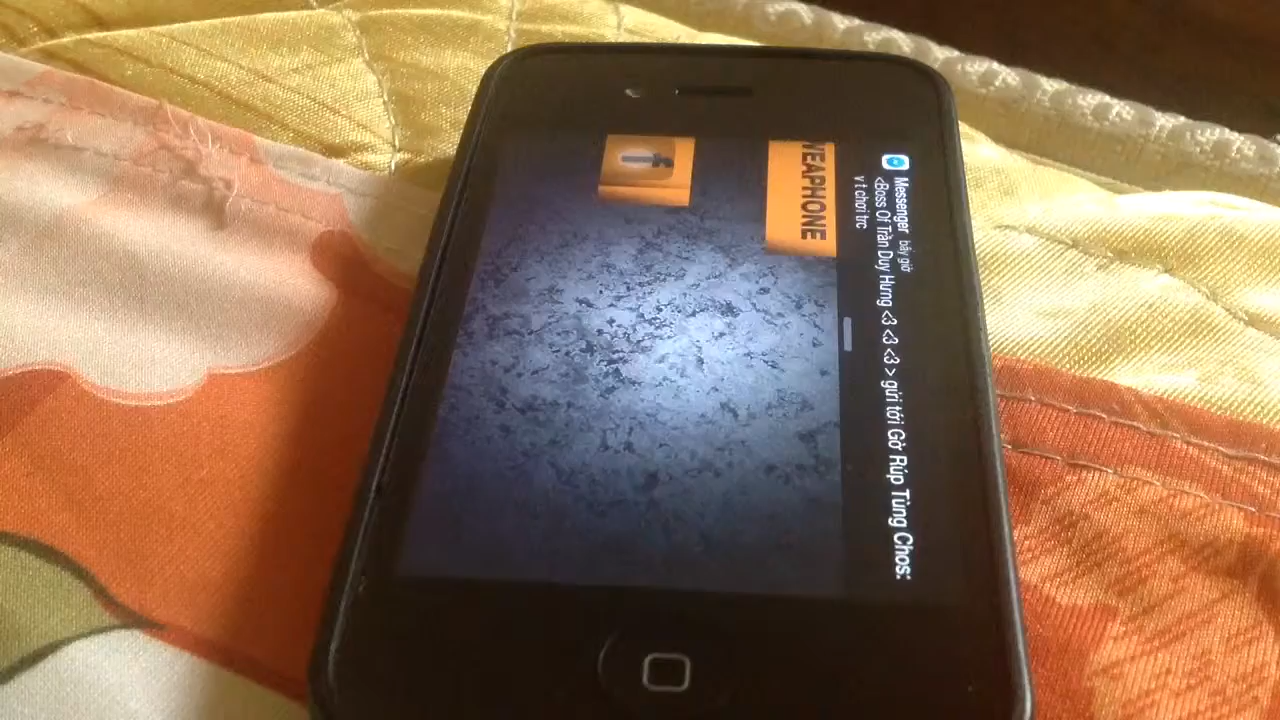 Messenger bây giờ
<Boss Of Trần Duy Hưng <3 <3 <3 > gửi tới Gờ Rúp Tùng Chos:
v t chơi trc
WEAPHONE
f